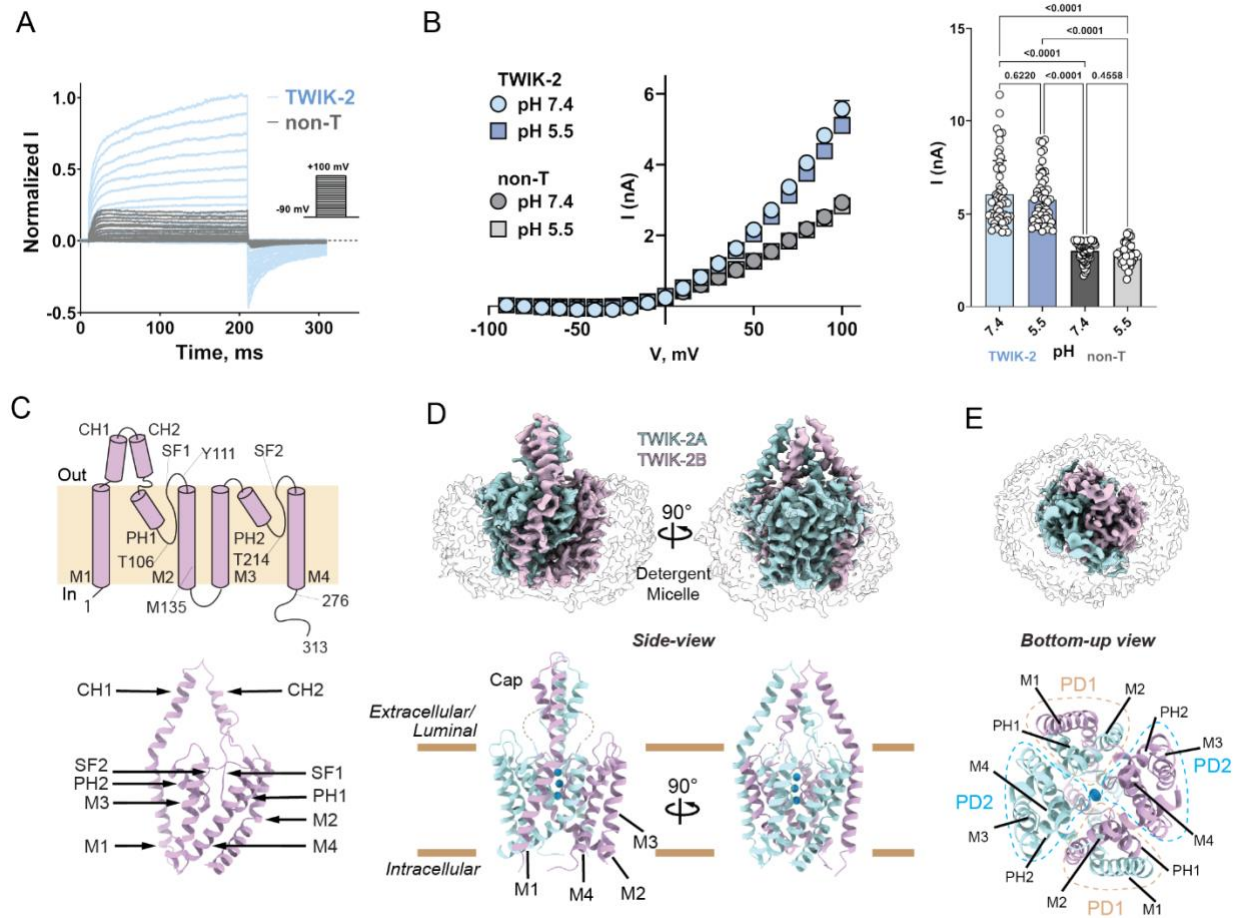 A
Normalized I
1.0
0.5
0.0
-0.5
TWIK-2
non-T
+100 mV
-90 mV
0
100
200
300
Time, ms
B
TWIK-2
pH 7.4
pH 5.5
non-T
pH 7.4
pH 5.5
I (nA)
6
4
2
-100
-50
50
100
V, mV
I (nA)
15
10
5
0
<0.0001
<0.0001
<0.0001
0.6220
<0.0001
0.4558
7.4
5.5
7.4
5.5
TWIK-2
pH
non-T
C
CH1
CH2
SF1
Y111
SF2
Out
PH1
PH2
T106
T214
M1
M2
M3
M4
In
1
M135
276
313
CH1
CH2
SF2
SF1
PH2
PH1
M3
M2
M1
M4
D
TWIK-2A
TWIK-2B
90°
Detergent
Micelle
Side-view
Cap
Extracellular/
Luminal
90°
M3
Intracellular
M1
M4
M2
E
Bottom-up view
M1
PD1
M2
PH1
PH2
M3
M4
PD2
PD2
M3
M4
PH2
PH1
M2
PD1
M1